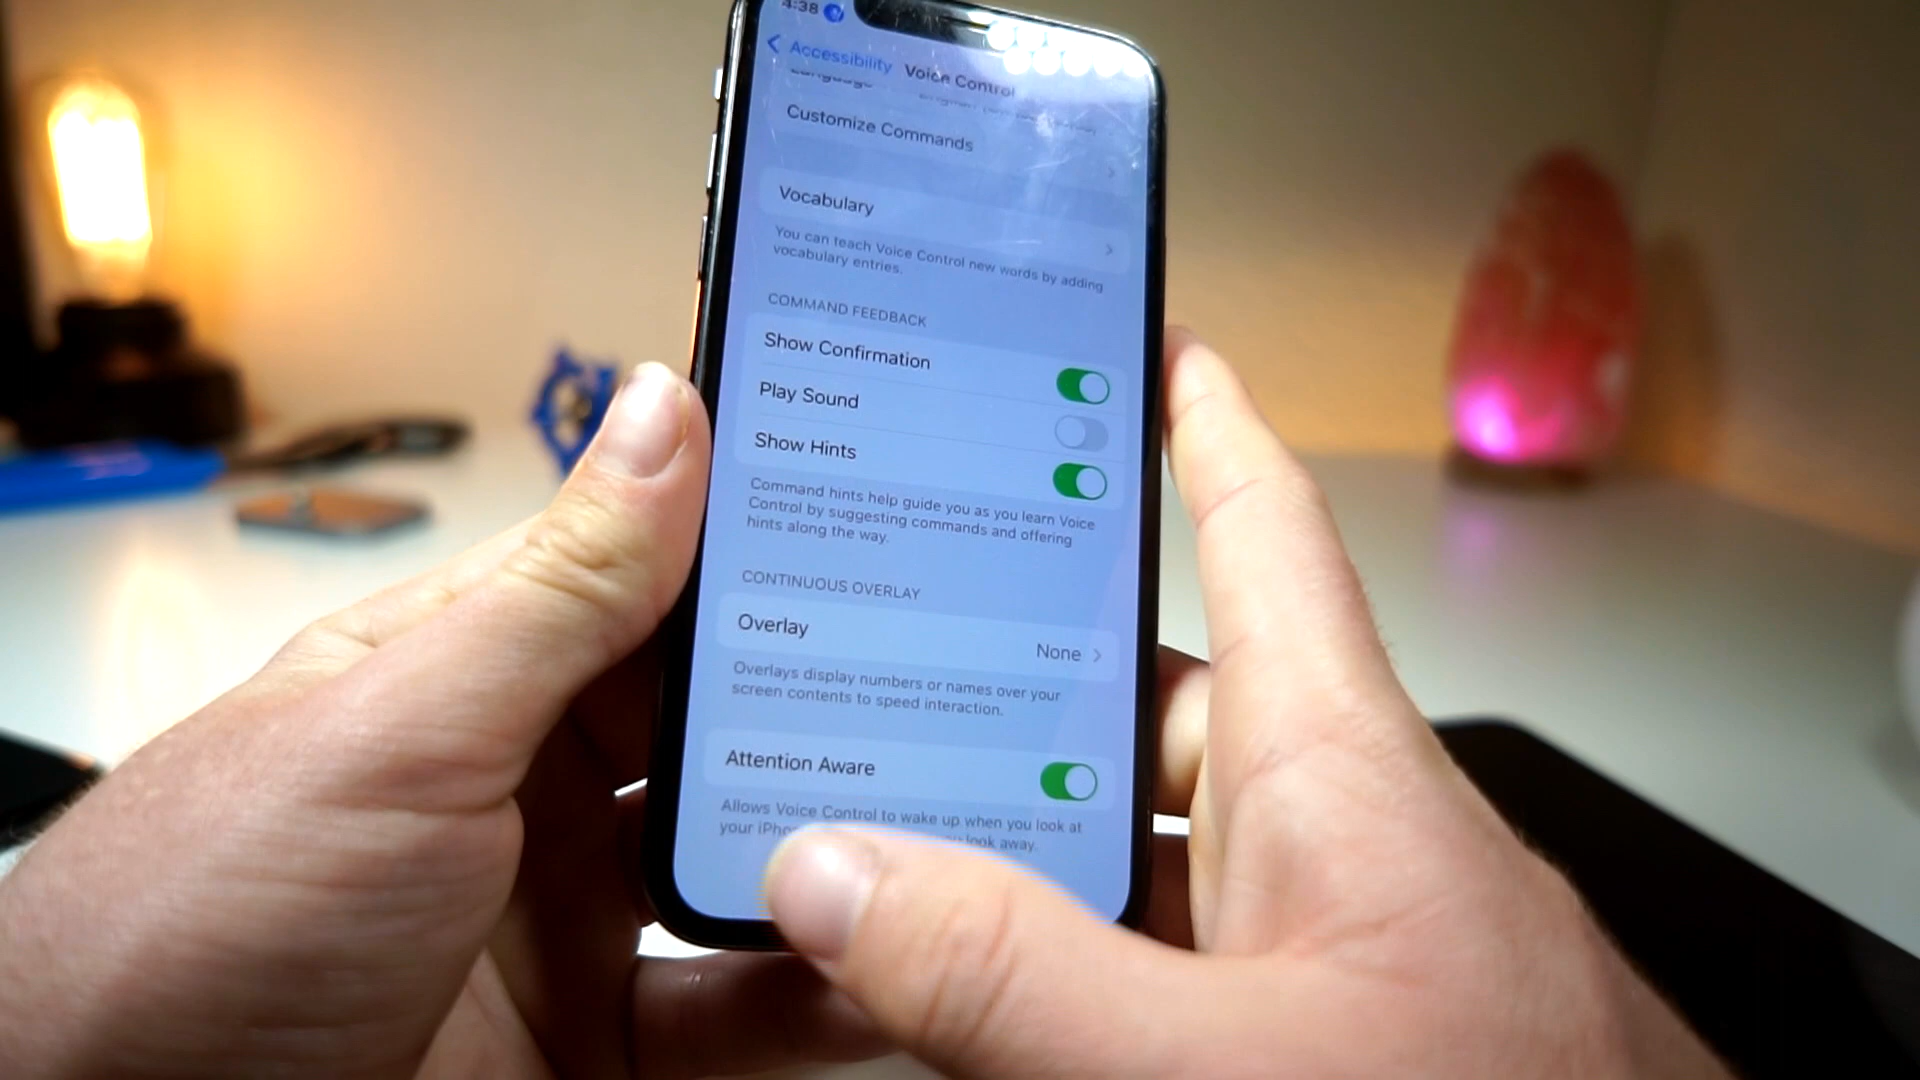 4:38
Accessibility
Voice Control
Language
Customize Commands
Vocabulary
You can teach Voice Control new words by adding
vocabulary entries.
COMMAND FEEDBACK
Show Confirmation
Play Sound
Show Hints
Command hints help guide you as you learn Voice
Control by suggesting commands and offering
hints along the way.
CONTINUOUS OVERLAY
Overlay
None
Overlays display numbers or names over your
screen contents to speed interaction.
Attention Aware
Allows Voice Control to wake up when you look at
your look away.